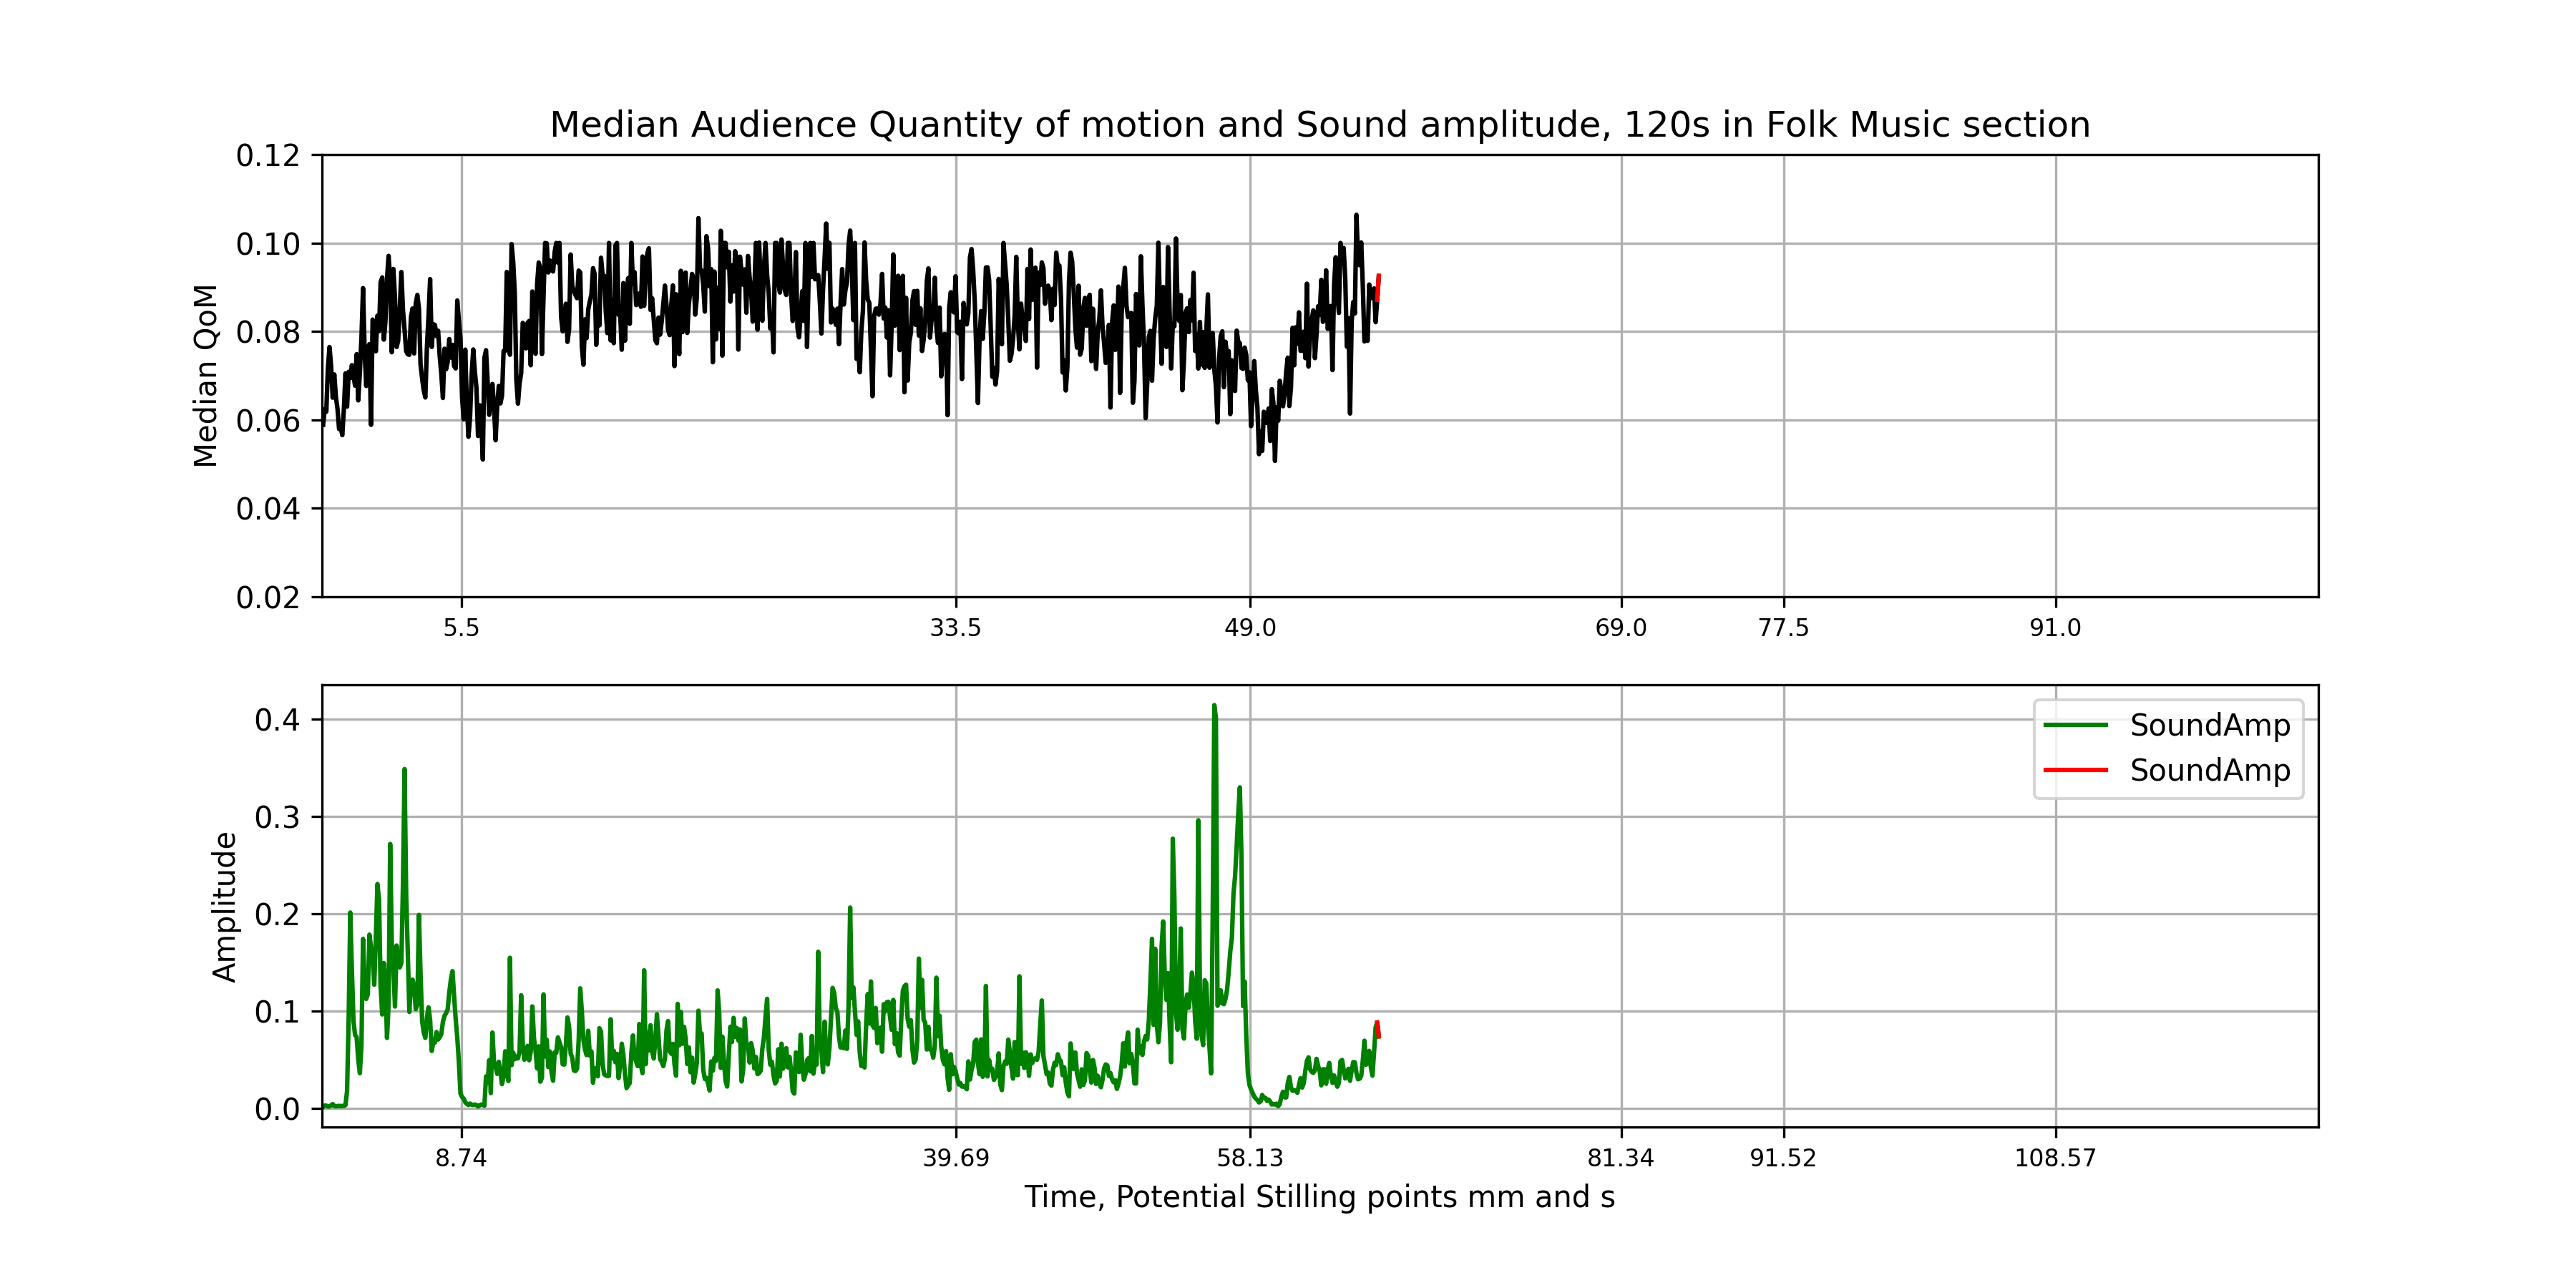 Median Audience Quantity of motion and Sound amplitude, 120s in Folk Music section
0.12
0.10
0.08
0.06
0.04
0.02
Median QoM
5.5 33.5 49.0 69.0 77.5 91.0
0.4
0.3
0.2
0.1
0.0
Amplitude
SoundAmp
SoundAmp
8.74 39.69 58.13 81.34 91.52 108.57
Time, Potential Stilling points mm and s